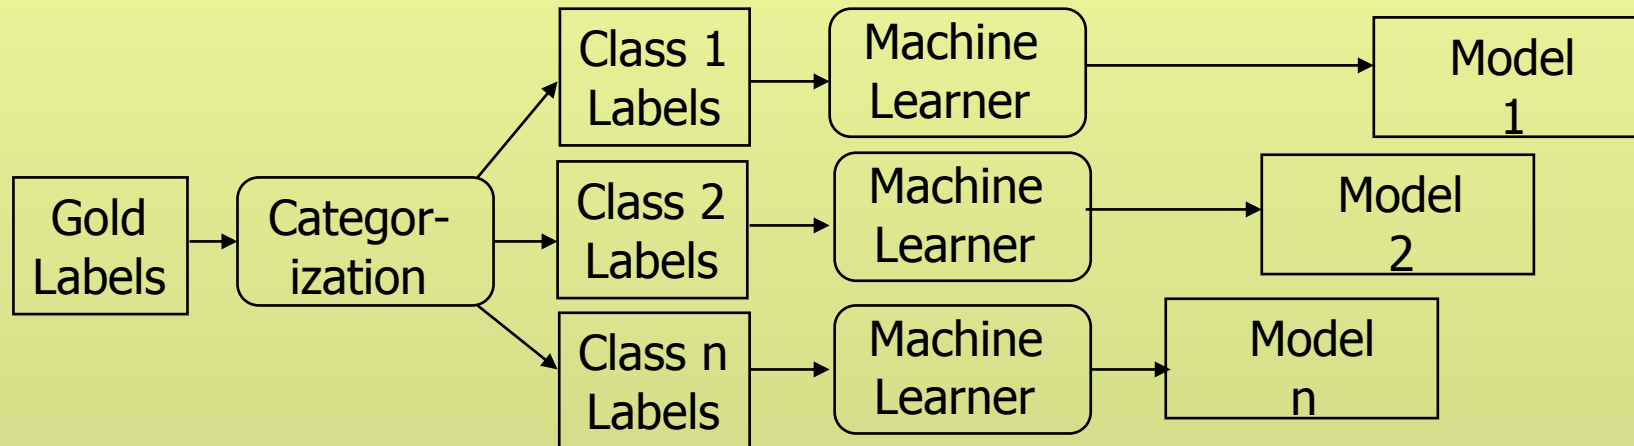 Gold
Labels
Categor-
ization
Class 1
Labels
Machine
Learner
Model
1
Class 2
Labels
Machine
Learner
Model
2
Class n
Labels
Machine
Learner
Model
n